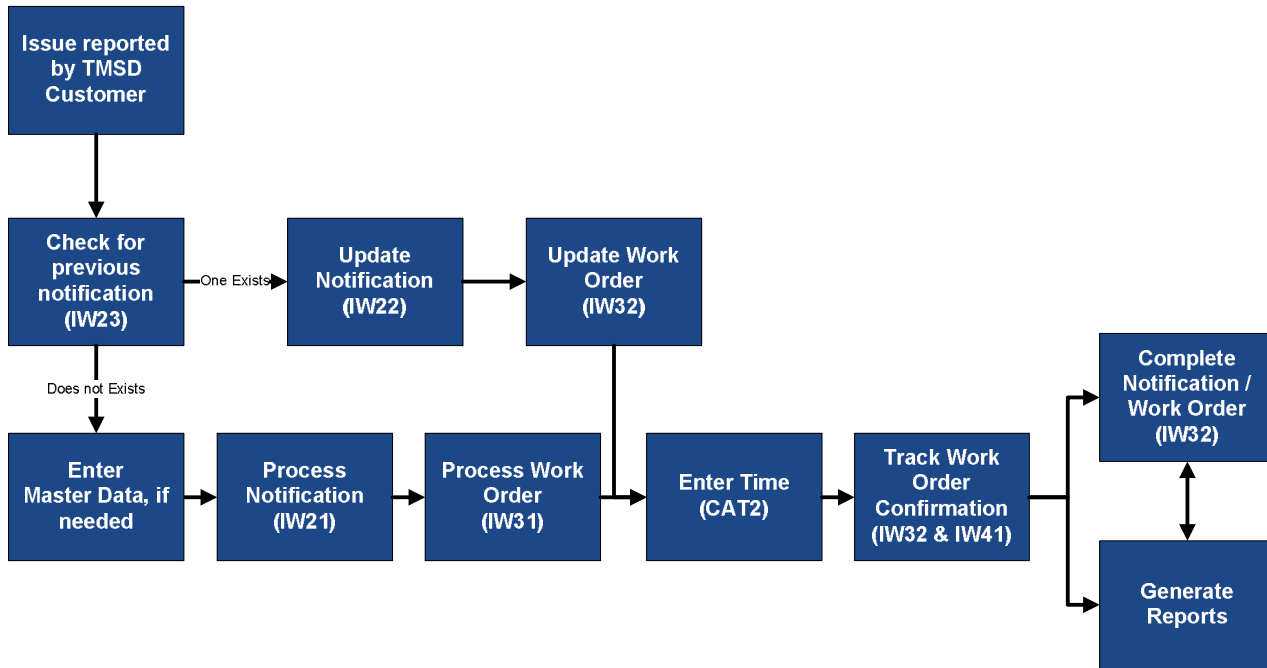 Issue reported
by TMSD
Customer
Check for
previous
notification
(IW23)
One Exists
Update
Notification
(IW22)
Update Work
Order
(IW32)
Does not Exists
Enter
Master Data, if
needed
Process
Notification
(IW21)
Process Work
Order
(IW31)
Enter Time
(CAT2)
Track Work
Order
Confirmation
(IW32 & IW41)
Complete
Notification /
Work Order
(IW32)
Generate
Reports